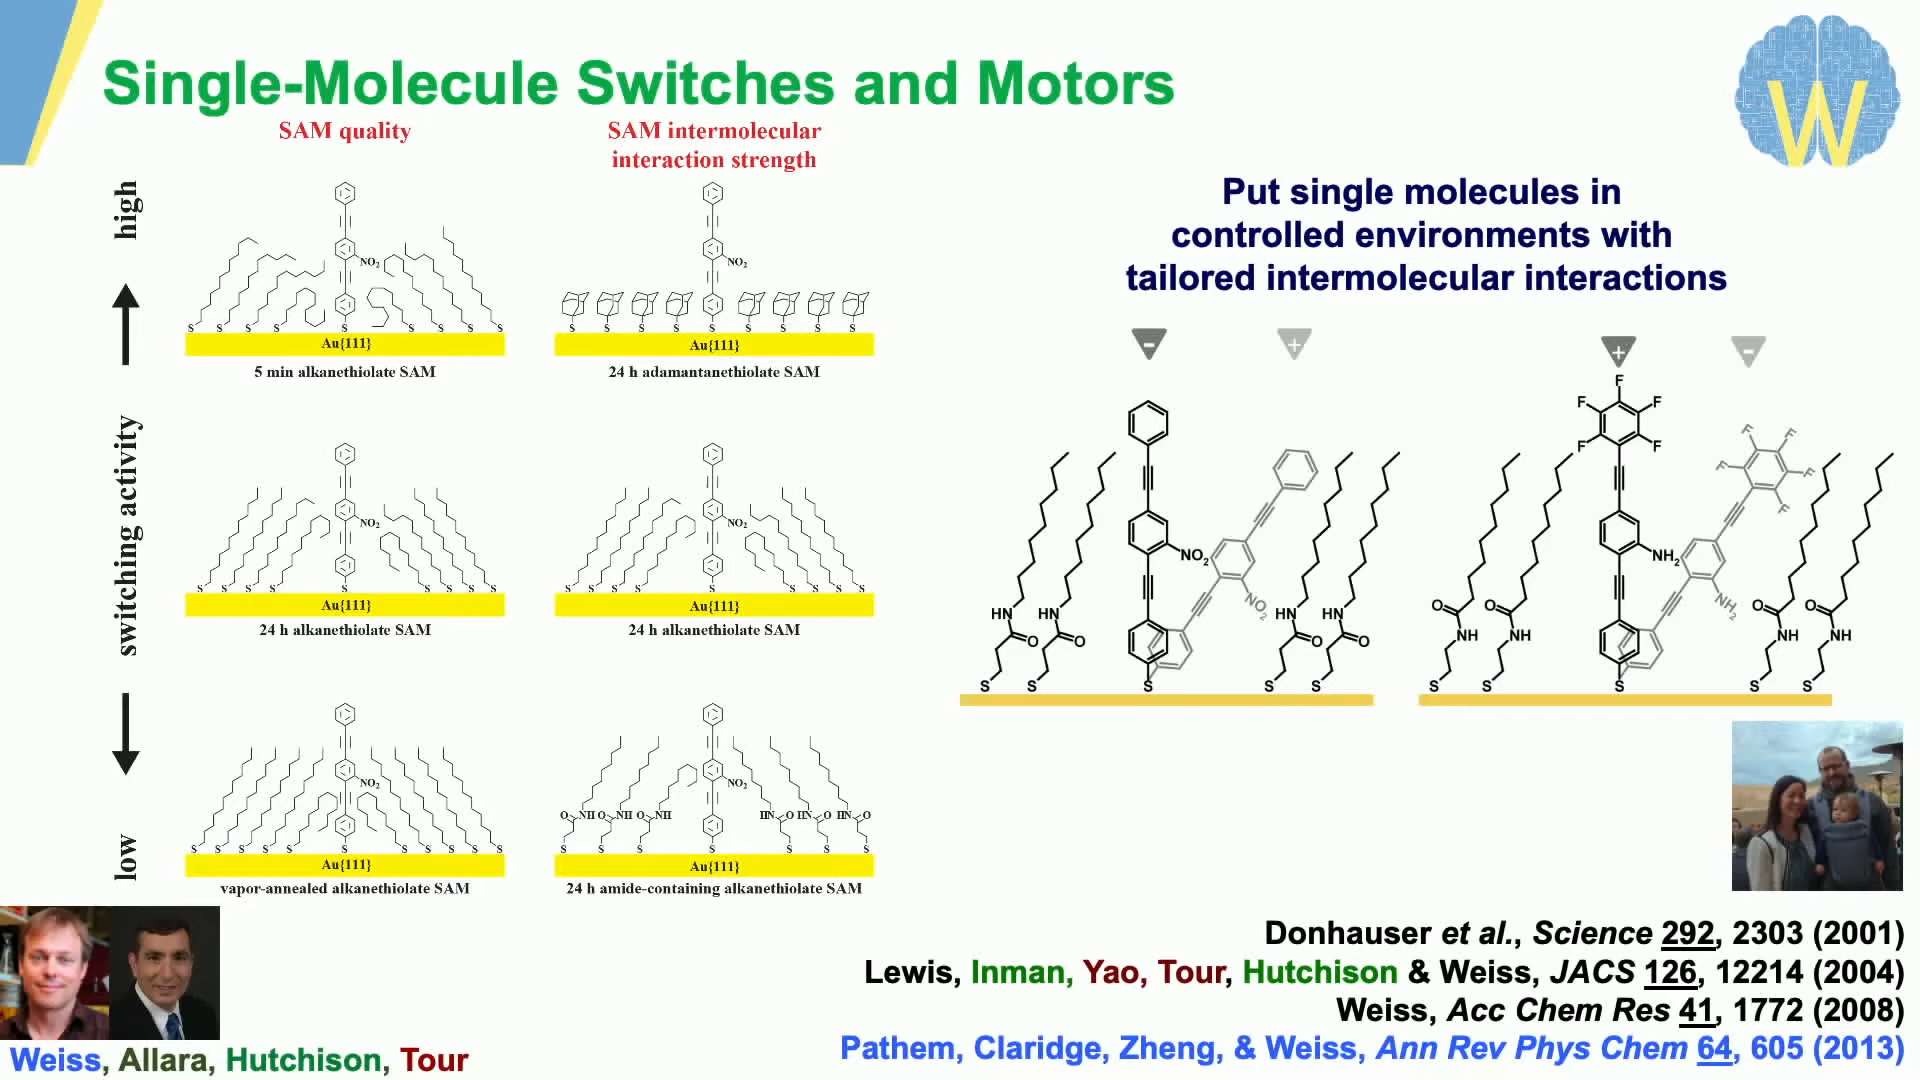 Single-Molecule Switches and Motors
W
SAM quality
SAM intermolecular
interaction strength
high
switching activity
low
NO2
S S S S S S S S S
Au{111}
5 min alkanethiolate SAM
NO2
S S S S S S S S S
Au{111}
24 h adamantanethiolate SAM
NO2
S S S S S S S S
Au{111}
24 h alkanethiolate SAM
NO2
S S S S S S S S
Au{111}
24 h alkanethiolate SAM
NO2
S S S S S S S S S S
Au{111}
vapor-annealed alkanethiolate SAM
NO2
O NH O NH O NH HN O HN O HN O
S S S S S S S
Au{111}
24 h amide-containing alkanethiolate SAM
Put single molecules in
controlled environments with
tailored intermolecular interactions
- +
NO2
NO2
HN HN HN HN
O O O O
S S S S S
+ -
F
F F
F F
F F
F F
F
NH2
NH2
O O O O
NH NH NH NH
S S S S S
Weiss, Allara, Hutchison, Tour
Donhauser et al., Science 292, 2303 (2001)
Lewis, Inman, Yao, Tour, Hutchison & Weiss, JACS 126, 12214 (2004)
Weiss, Acc Chem Res 41, 1772 (2008)
Pathem, Claridge, Zheng, & Weiss, Ann Rev Phys Chem 64, 605 (2013)